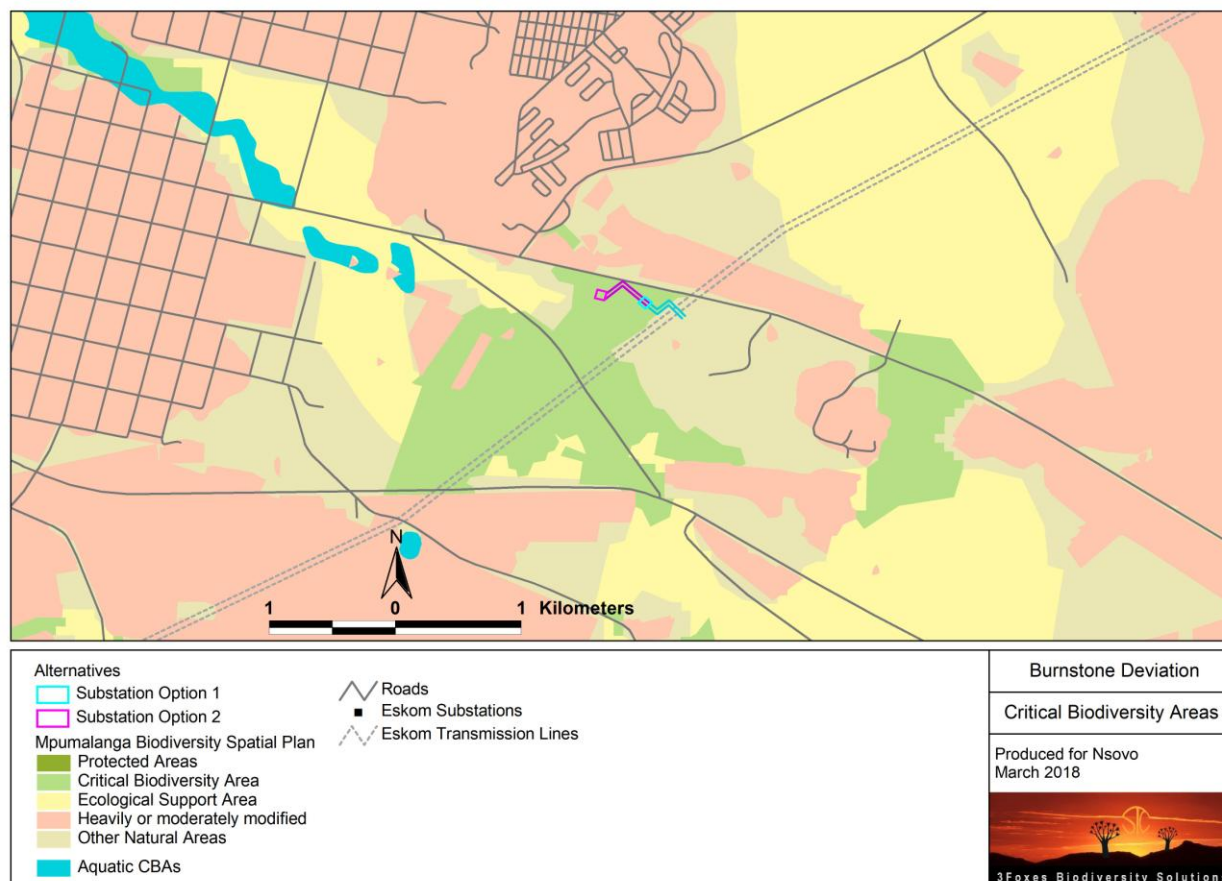 N
1 0 1 Kilometers
Alternatives
Substation Option 1
Substation Option 2
Mpumalanga Biodiversity Spatial Plan
Protected Areas
Critical Biodiversity Area
Ecological Support Area
Heavily or moderately modified
Other Natural Areas
Aquatic CBAs
Roads
Eskom Substations
Eskom Transmission Lines
Burnstone Deviation
Critical Biodiversity Areas
Produced for Nsovo
March 2018
3Foxes Biodiversity Solution